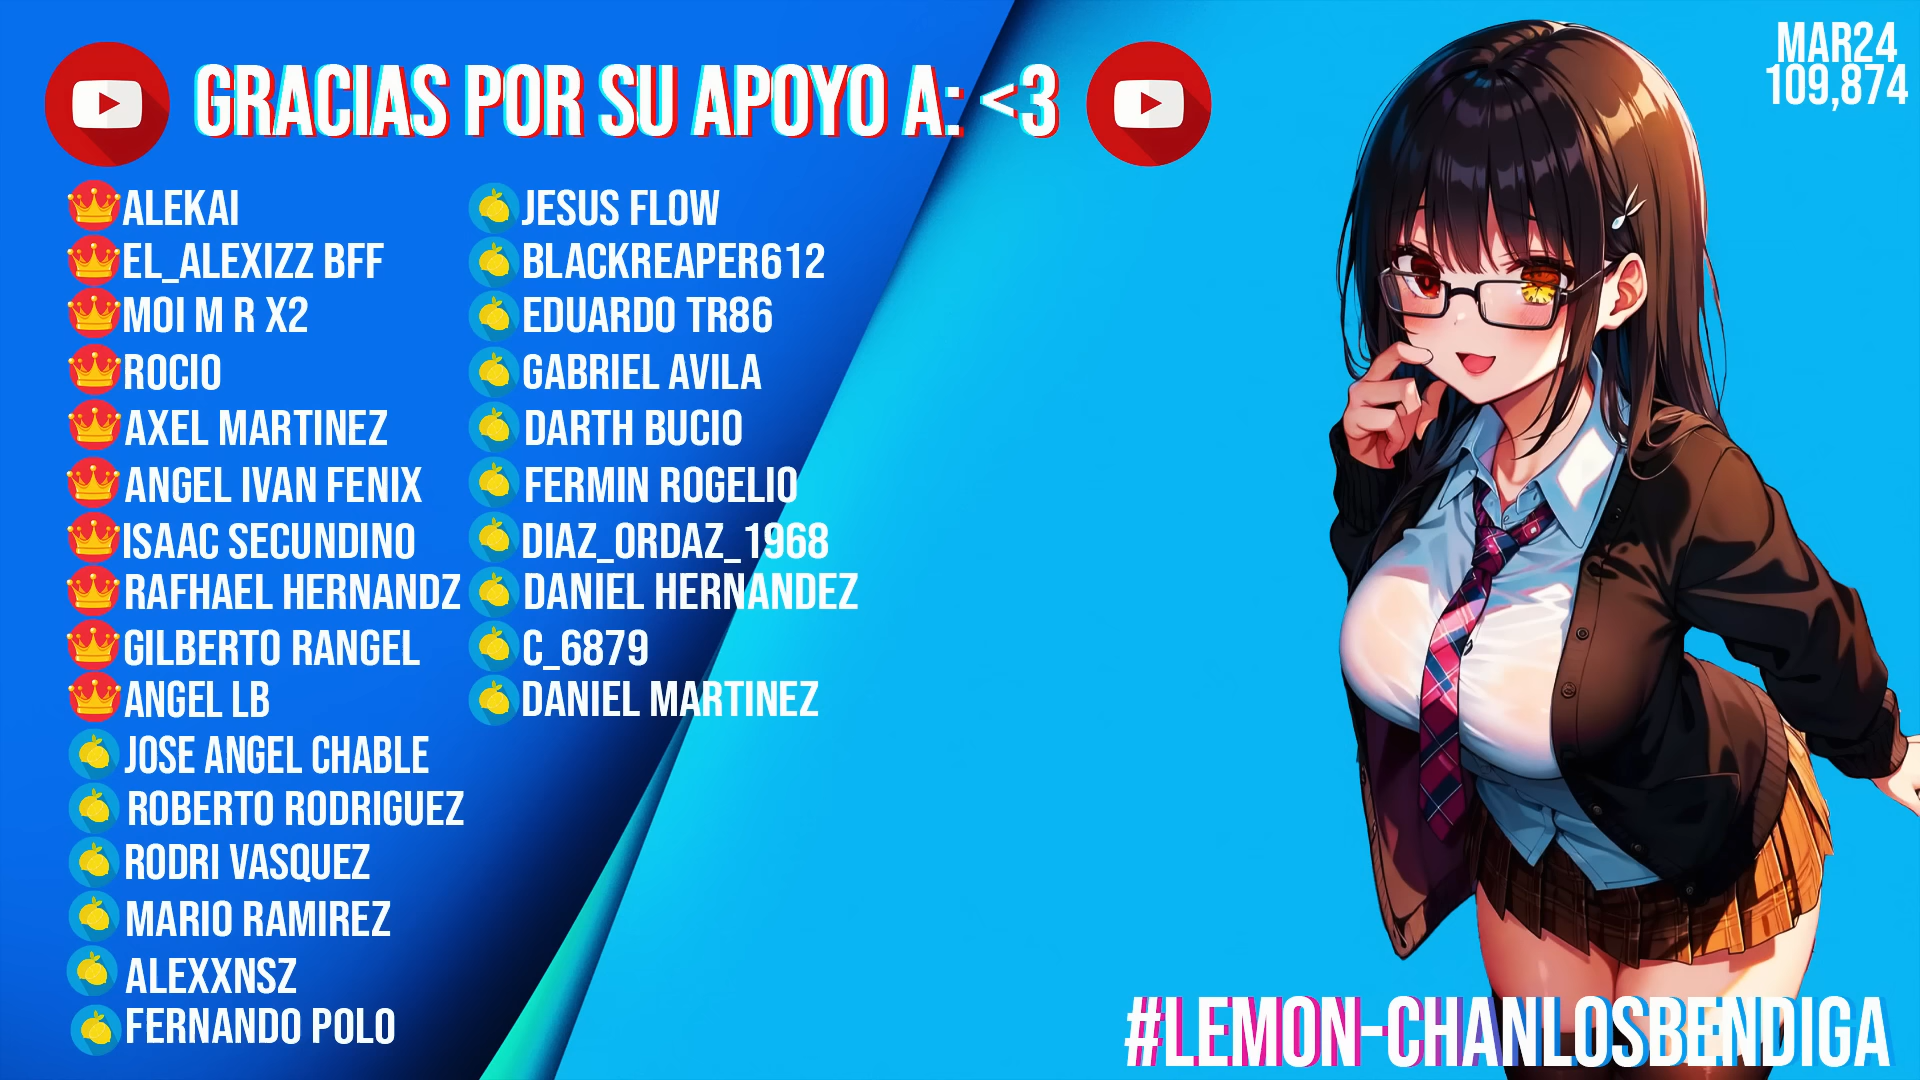 GRACIAS POR SU APOYO A: <3
MAR24
109,874
ALEKAI
EL_ALEXIZZ BFF
MOI M R X2
ROCIO
AXEL MARTINEZ
ANGEL IVAN FENIX
ISAAC SECUNDINO
RAFHAEL HERNANDZ
GILBERTO RANGEL
ANGEL LB
JOSE ANGEL CHABLE
ROBERTO RODRIGUEZ
RODRI VASQUEZ
MARIO RAMIREZ
ALEXXNSZ
FERNANDO POLO
JESUS FLOW
BLACKREAPER612
EDUARDO TR86
GABRIEL AVILA
DARTH BUCIO
FERMIN ROGELIO
DIAZ_ORDAZ_1968
DANIEL HERNANDEZ
C_6879
DANIEL MARTINEZ
#LEMON-CHANLOSBENDIGA